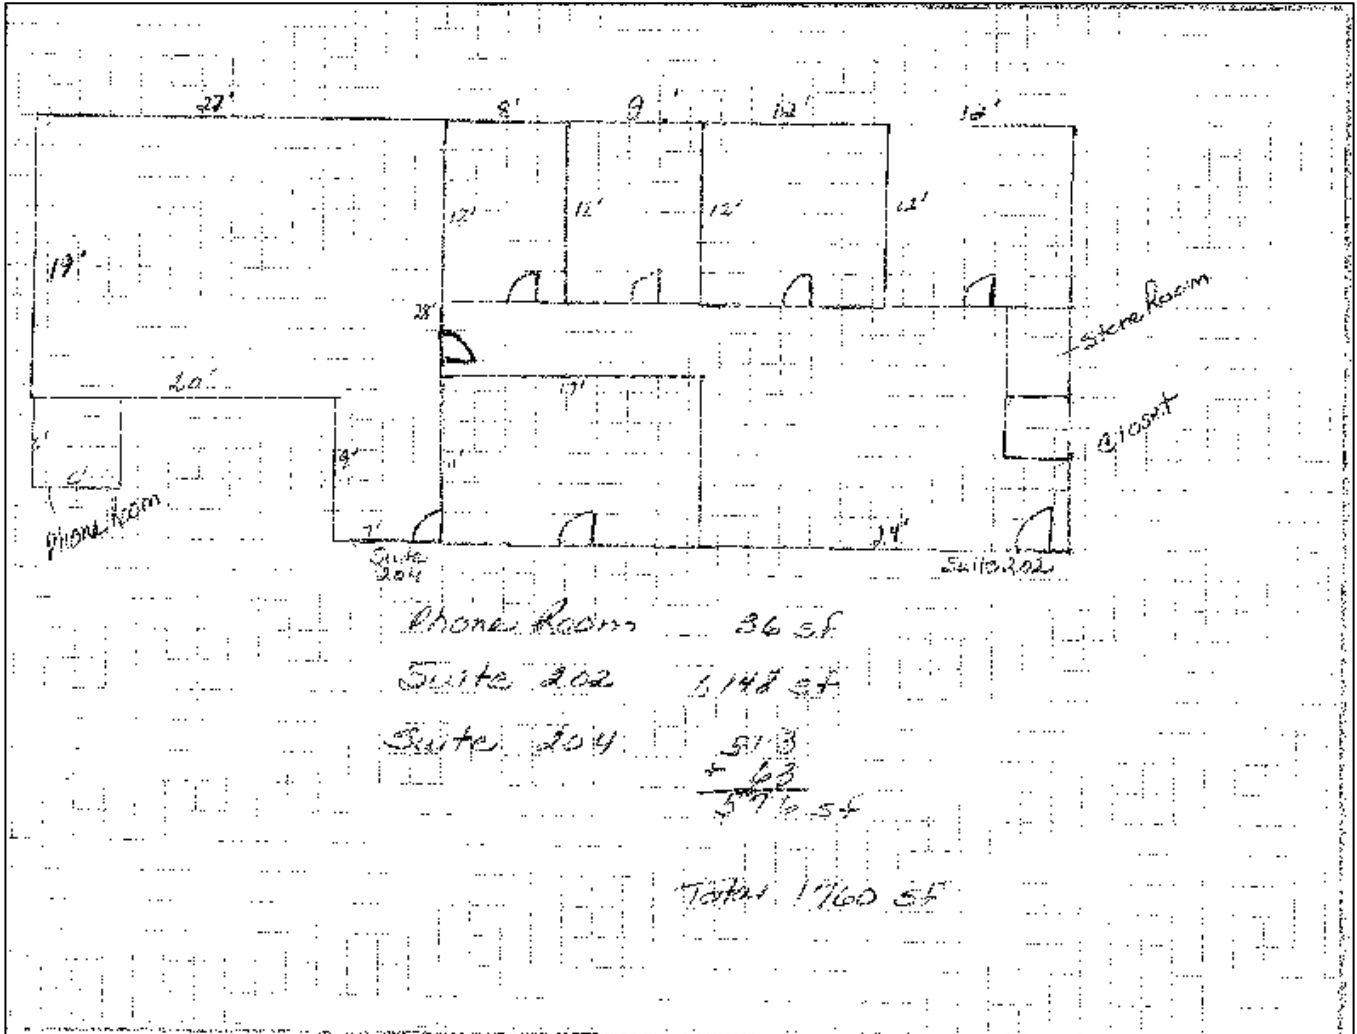 27' 8' 9' 12' 12'
19' 12' 12' 12' 12'
28'
Store Room
20' 17'
Closet
9' 11'
Phone Room
7' 24'
Suite
204
Suite 202
Phone Room 36 sf
Suite 202 1,148 sf
Suite 204 513
+ 63
576 sf
Total 1760 sf